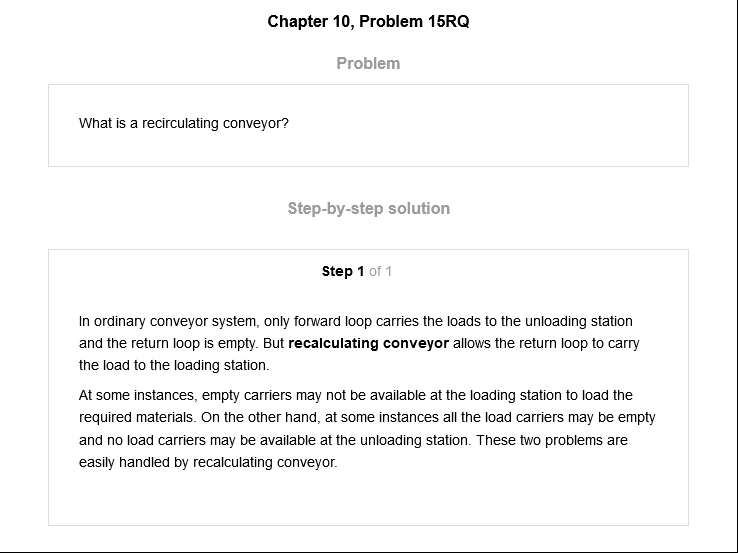 Chapter 10, Problem 15RQ
Problem
What is a recirculating conveyor?
Step-by-step solution
Step 1 of 1
In ordinary conveyor system, only forward loop carries the loads to the unloading station
and the return loop is empty. But recalculating conveyor allows the return loop to carry
the load to the loading station.
At some instances, empty carriers may not be available at the loading station to load the
required materials. On the other hand, at some instances all the load carriers may be empty
and no load carriers may be available at the unloading station. These two problems are
easily handled by recalculating conveyor.